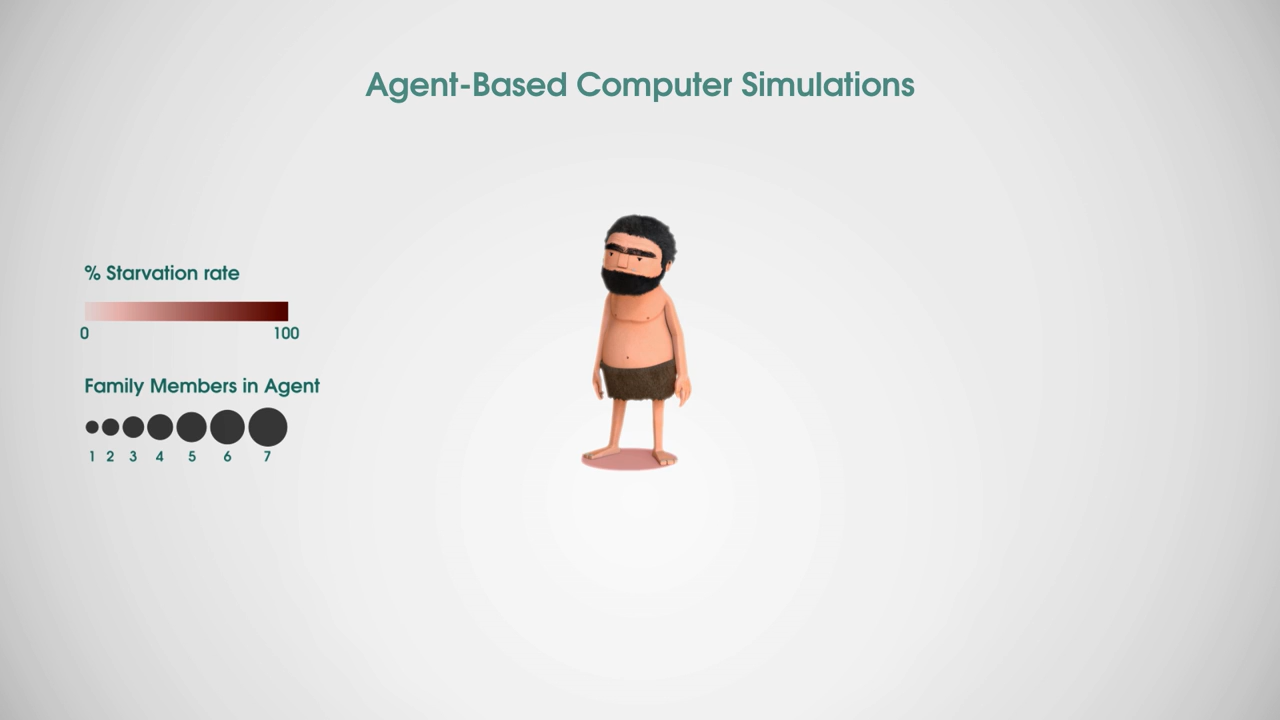 Agent-Based Computer Simulations
% Starvation rate
0 100
Family Members in Agent
1 2 3 4 5 6 7